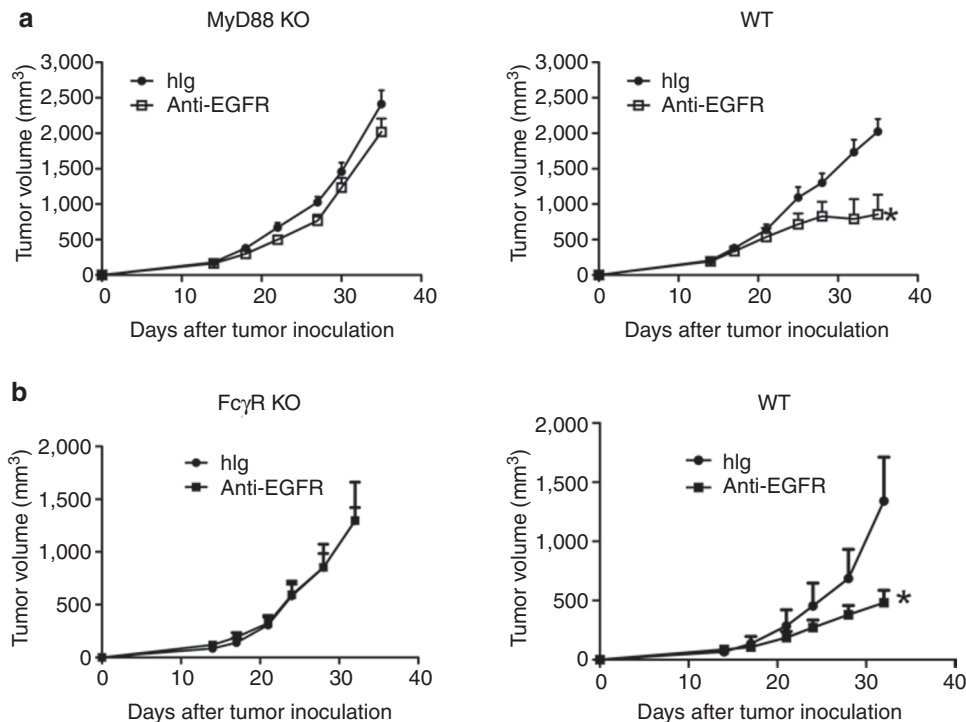 a
MyD88 KO
Tumor volume (mm³)
3,000
2,500
2,000
1,500
1,000
500
0
hIg
Anti-EGFR
0 10 20 30 40
Days after tumor inoculation
WT
Tumor volume (mm³)
3,000
2,500
2,000
1,500
1,000
500
0
hIg
Anti-EGFR
*
0 10 20 30 40
Days after tumor inoculation
b
FcγR KO
Tumor volume (mm³)
2,000
1,500
1,000
500
0
hIg
Anti-EGFR
0 10 20 30 40
Days after tumor inoculation
WT
Tumor volume (mm³)
2,000
1,500
1,000
500
0
hIg
Anti-EGFR
*
0 10 20 30 40
Days after tumor inoculation